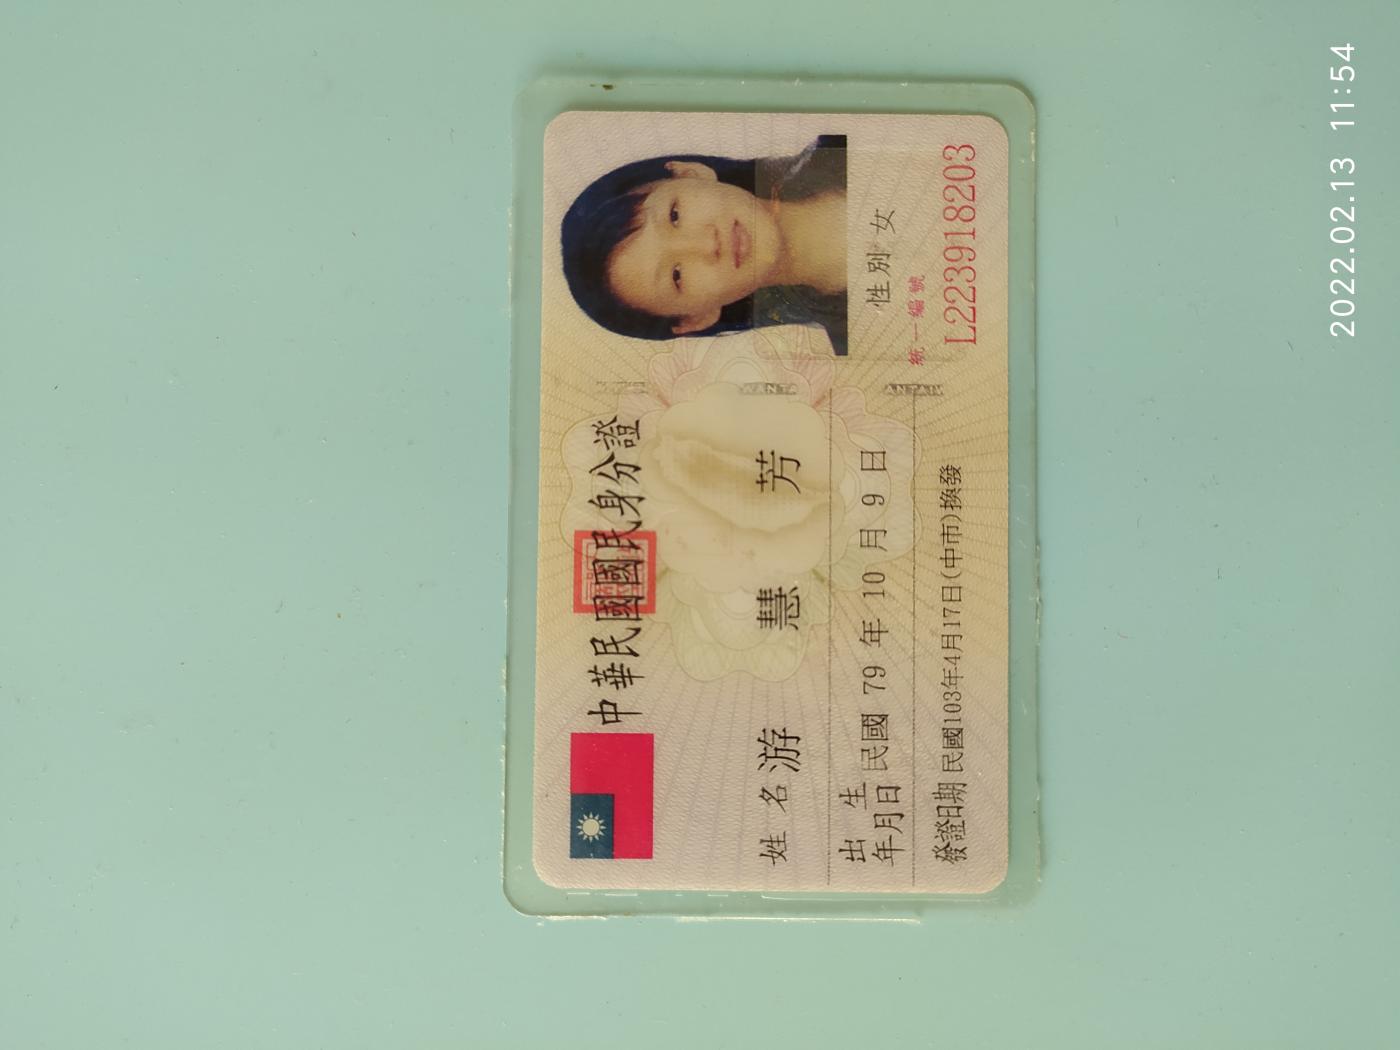 中華民國國民身分證
姓名 游慧芳
出生年月日 民國 79 年 10 月 9 日
性別 女
發證日期 民國103年4月17日(中市)換發
統一編號
L223918203
WANTA
ANTAIW
2022.02.13 11:54